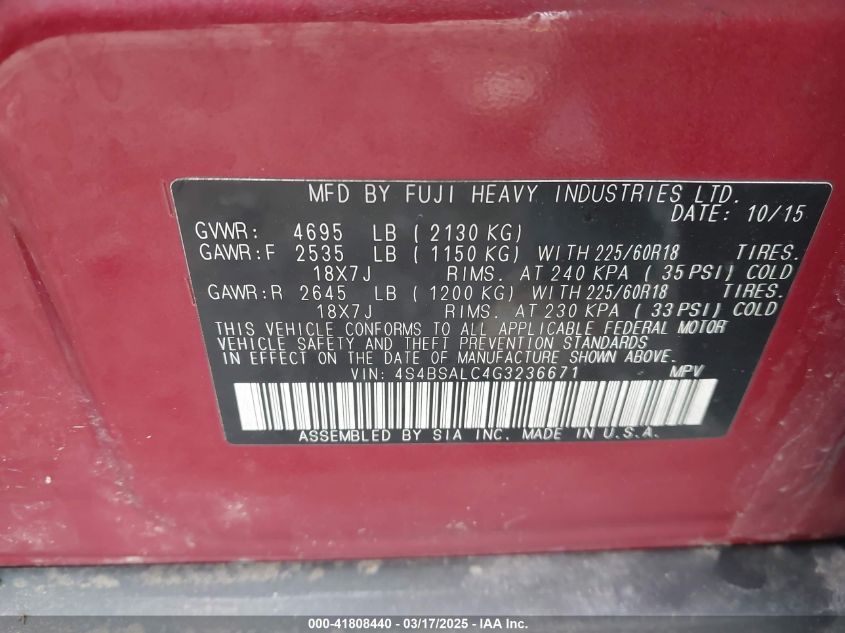 MFD BY FUJI HEAVY INDUSTRIES LTD.
DATE: 10/15
GVWR: 4695 LB ( 2130 KG)
GAWR:F 2535 LB ( 1150 KG) WITH 225/60R18 TIRES.
18X7J RIMS. AT 240 KPA ( 35 PSI) COLD
GAWR:R 2645 LB ( 1200 KG) WITH 225/60R18 TIRES.
18X7J RIMS. AT 230 KPA ( 33 PSI) COLD
THIS VEHICLE CONFORMS TO ALL APPLICABLE FEDERAL MOTOR
VEHICLE SAFETY AND THEFT PREVENTION STANDARDS
IN EFFECT ON THE DATE OF MANUFACTURE SHOWN ABOVE.
VIN: 4S4BSALC4G3236671 MPV
ASSEMBLED BY SIA INC. MADE IN U.S.A.
000-41808440 - 03/17/2025 - IAA Inc.